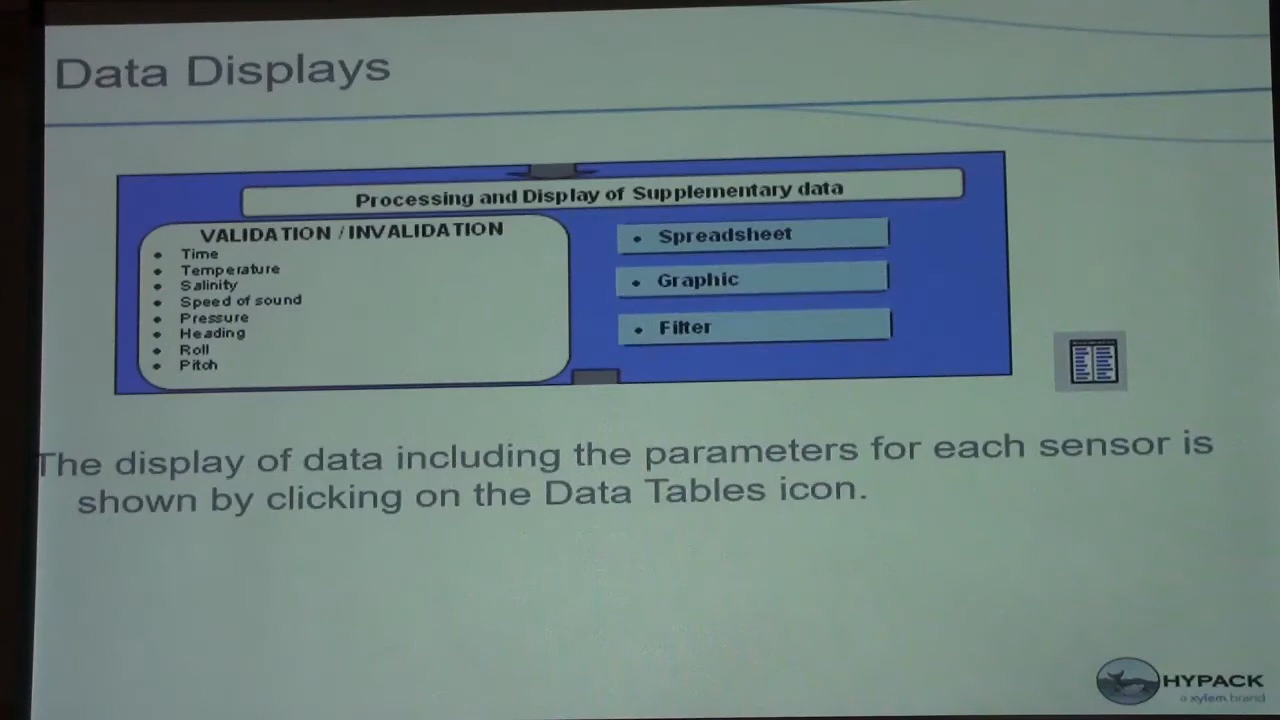 Data Displays
Processing and Display of Supplementary data
VALIDATION / INVALIDATION
• Time
• Temperature
• Salinity
• Speed of sound
• Pressure
• Heading
• Roll
• Pitch
• Spreadsheet
• Graphic
• Filter
The display of data including the parameters for each sensor is
shown by clicking on the Data Tables icon.
HYPACK
a xylem brand